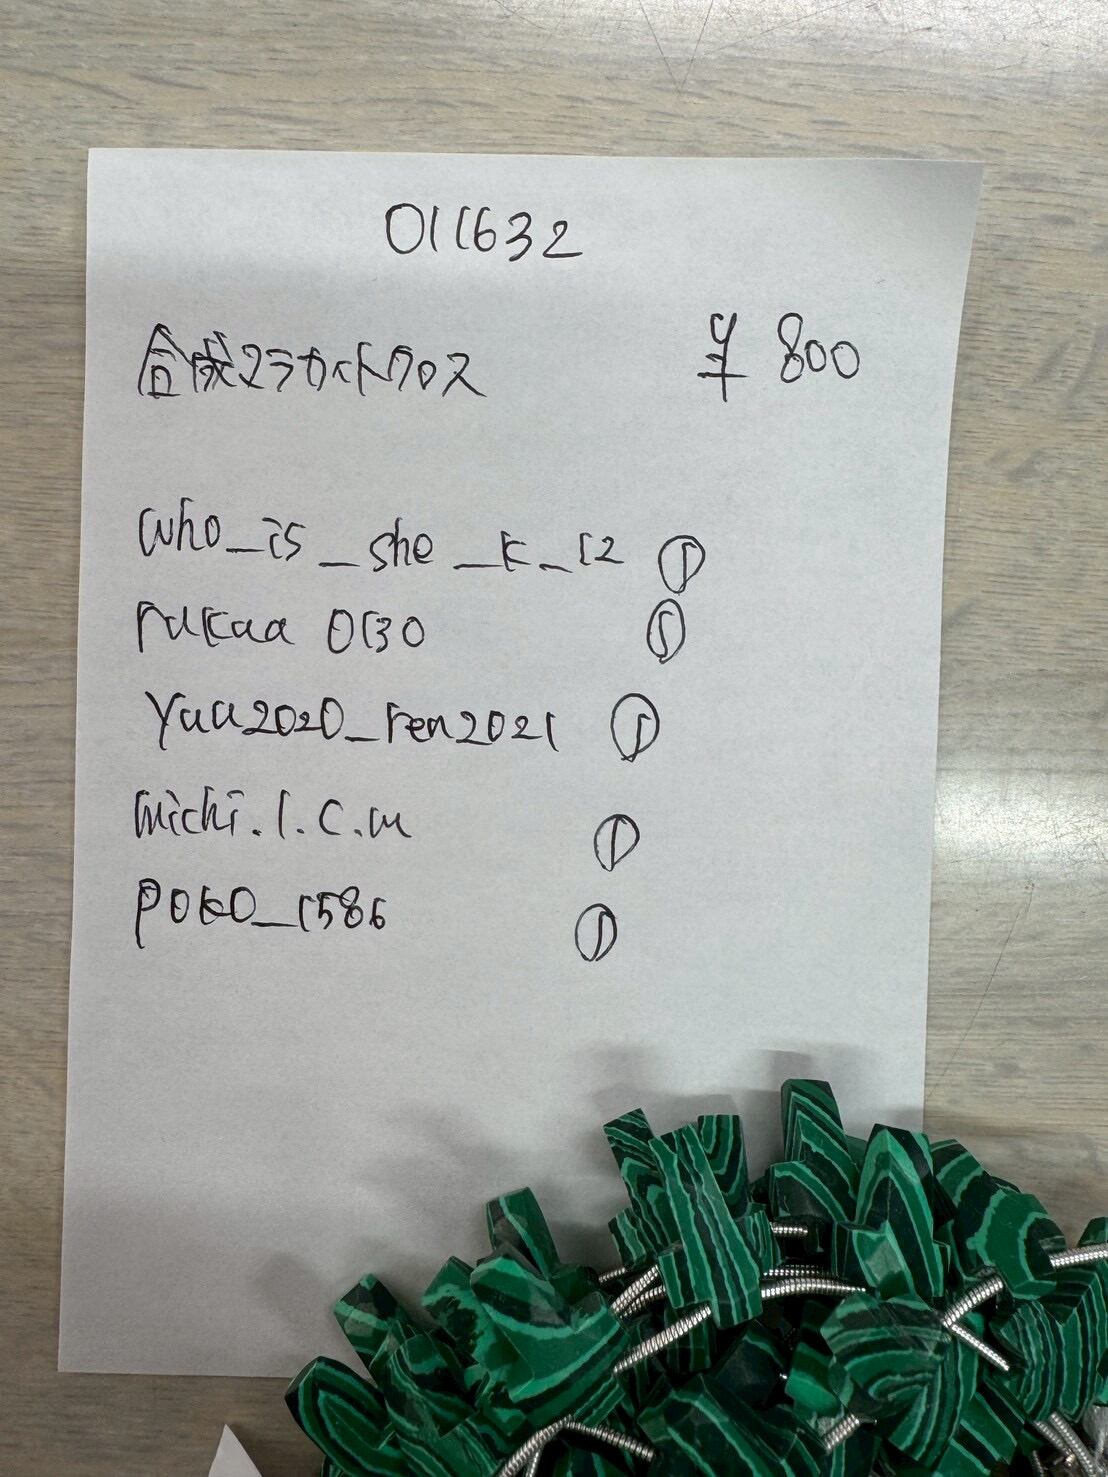 011632
合成マラカイトクロス ¥ 800
who_is_she_k_12 ①
rukaa 0130 ①
yuu2020_ren2021 ①
michi.1.c.m ①
poko_1586 ①